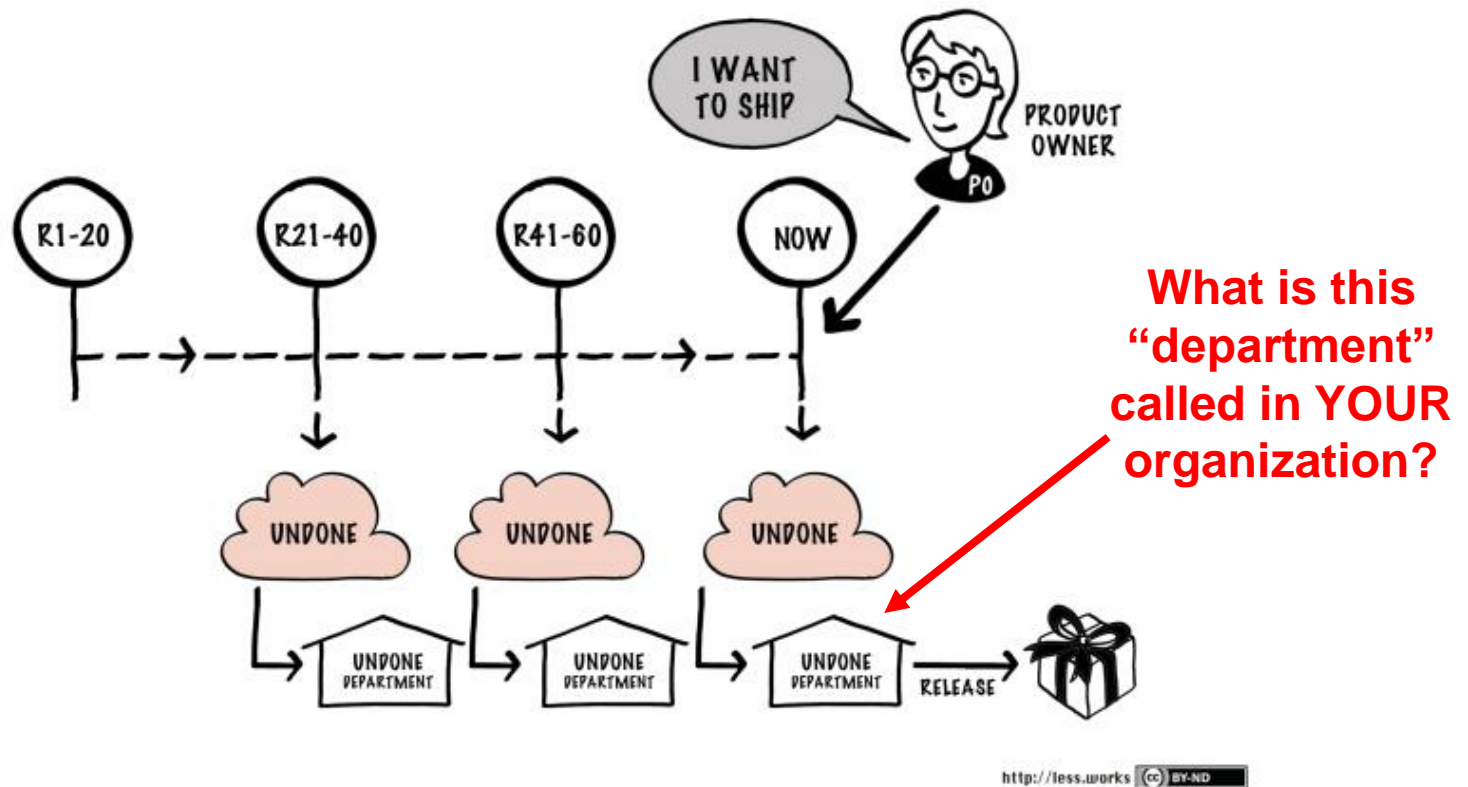 I WANT
TO SHIP
PRODUCT
OWNER
PO
R1-20
R21-40
R41-60
NOW
What is this
“department”
called in YOUR
organization?
UNDONE
UNDONE
UNDONE
UNDONE
DEPARTMENT
UNDONE
DEPARTMENT
UNDONE
DEPARTMENT
RELEASE
http://less.works cc BY-ND